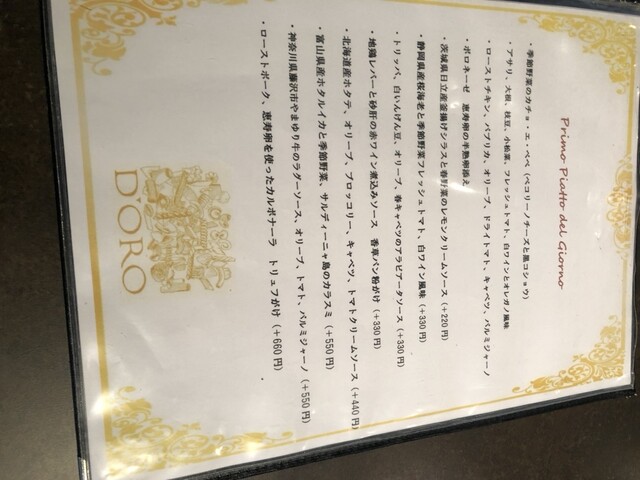 Primo Piatto del Giorno
・季節野菜のカチョ・エ・ペペ（ペコリーノチーズと黒コショウ）
・アサリ、大根、枝豆、小松菜、フレッシュトマト、白ワインとオレガノ風味
・ローストチキン、パプリカ、オリーブ、ドライトマト、キャベツ、パルミジャーノ
・ボロネーゼ　恵寿卵の半熟卵添え
・茨城県日立産釜揚げシラスと春野菜のレモンクリームソース（＋220円）
・静岡県産桜海老と季節野菜フレッシュトマト、白ワイン風味（＋330円）
・トリッパ、白いんげん豆、オリーブ、春キャベツのアラビアータソース（＋330円）
・地鶏レバーと砂肝の赤ワイン煮込みソース　香草パン粉がけ（＋330円）
・北海道産ホタテ、オリーブ、ブロッコリー、キャベツ、トマトクリームソース（＋440円）
・富山県産ホタルイカと季節野菜、サルディーニャ島のカラスミ（＋550円）
・神奈川県藤沢市やまゆり牛のラグーソース、オリーブ、トマト、パルミジャーノ（＋550円）
・ローストポーク、恵寿卵を使ったカルボナーラ　トリュフがけ（＋660円）
D'ORO